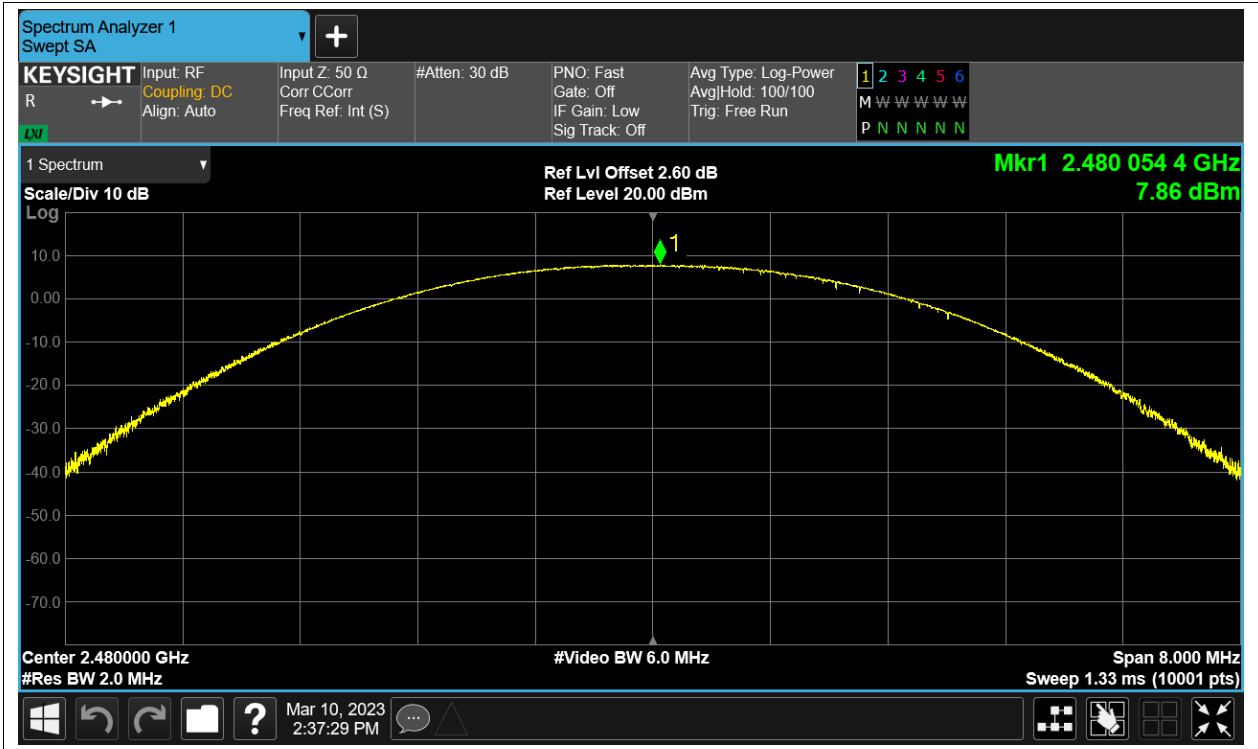 Spectrum Analyzer 1
Swept SA
+
KEYSIGHT
R
LXI
Input: RF
Coupling: DC
Align: Auto
Input Z: 50 Ω
Corr CCorr
Freq Ref: Int (S)
#Atten: 30 dB
PNO: Fast
Gate: Off
IF Gain: Low
Sig Track: Off
Avg Type: Log-Power
Avg|Hold: 100/100
Trig: Free Run
1 2 3 4 5 6
M W W W W W
P N N N N N
1 Spectrum
Scale/Div 10 dB
Log
Ref Lvl Offset 2.60 dB
Ref Level 20.00 dBm
Mkr1 2.480 054 4 GHz
7.86 dBm
1
10.0
0.00
-10.0
-20.0
-30.0
-40.0
-50.0
-60.0
-70.0
Center 2.480000 GHz
#Res BW 2.0 MHz
#Video BW 6.0 MHz
Span 8.000 MHz
Sweep 1.33 ms (10001 pts)
?
Mar 10, 2023
2:37:29 PM